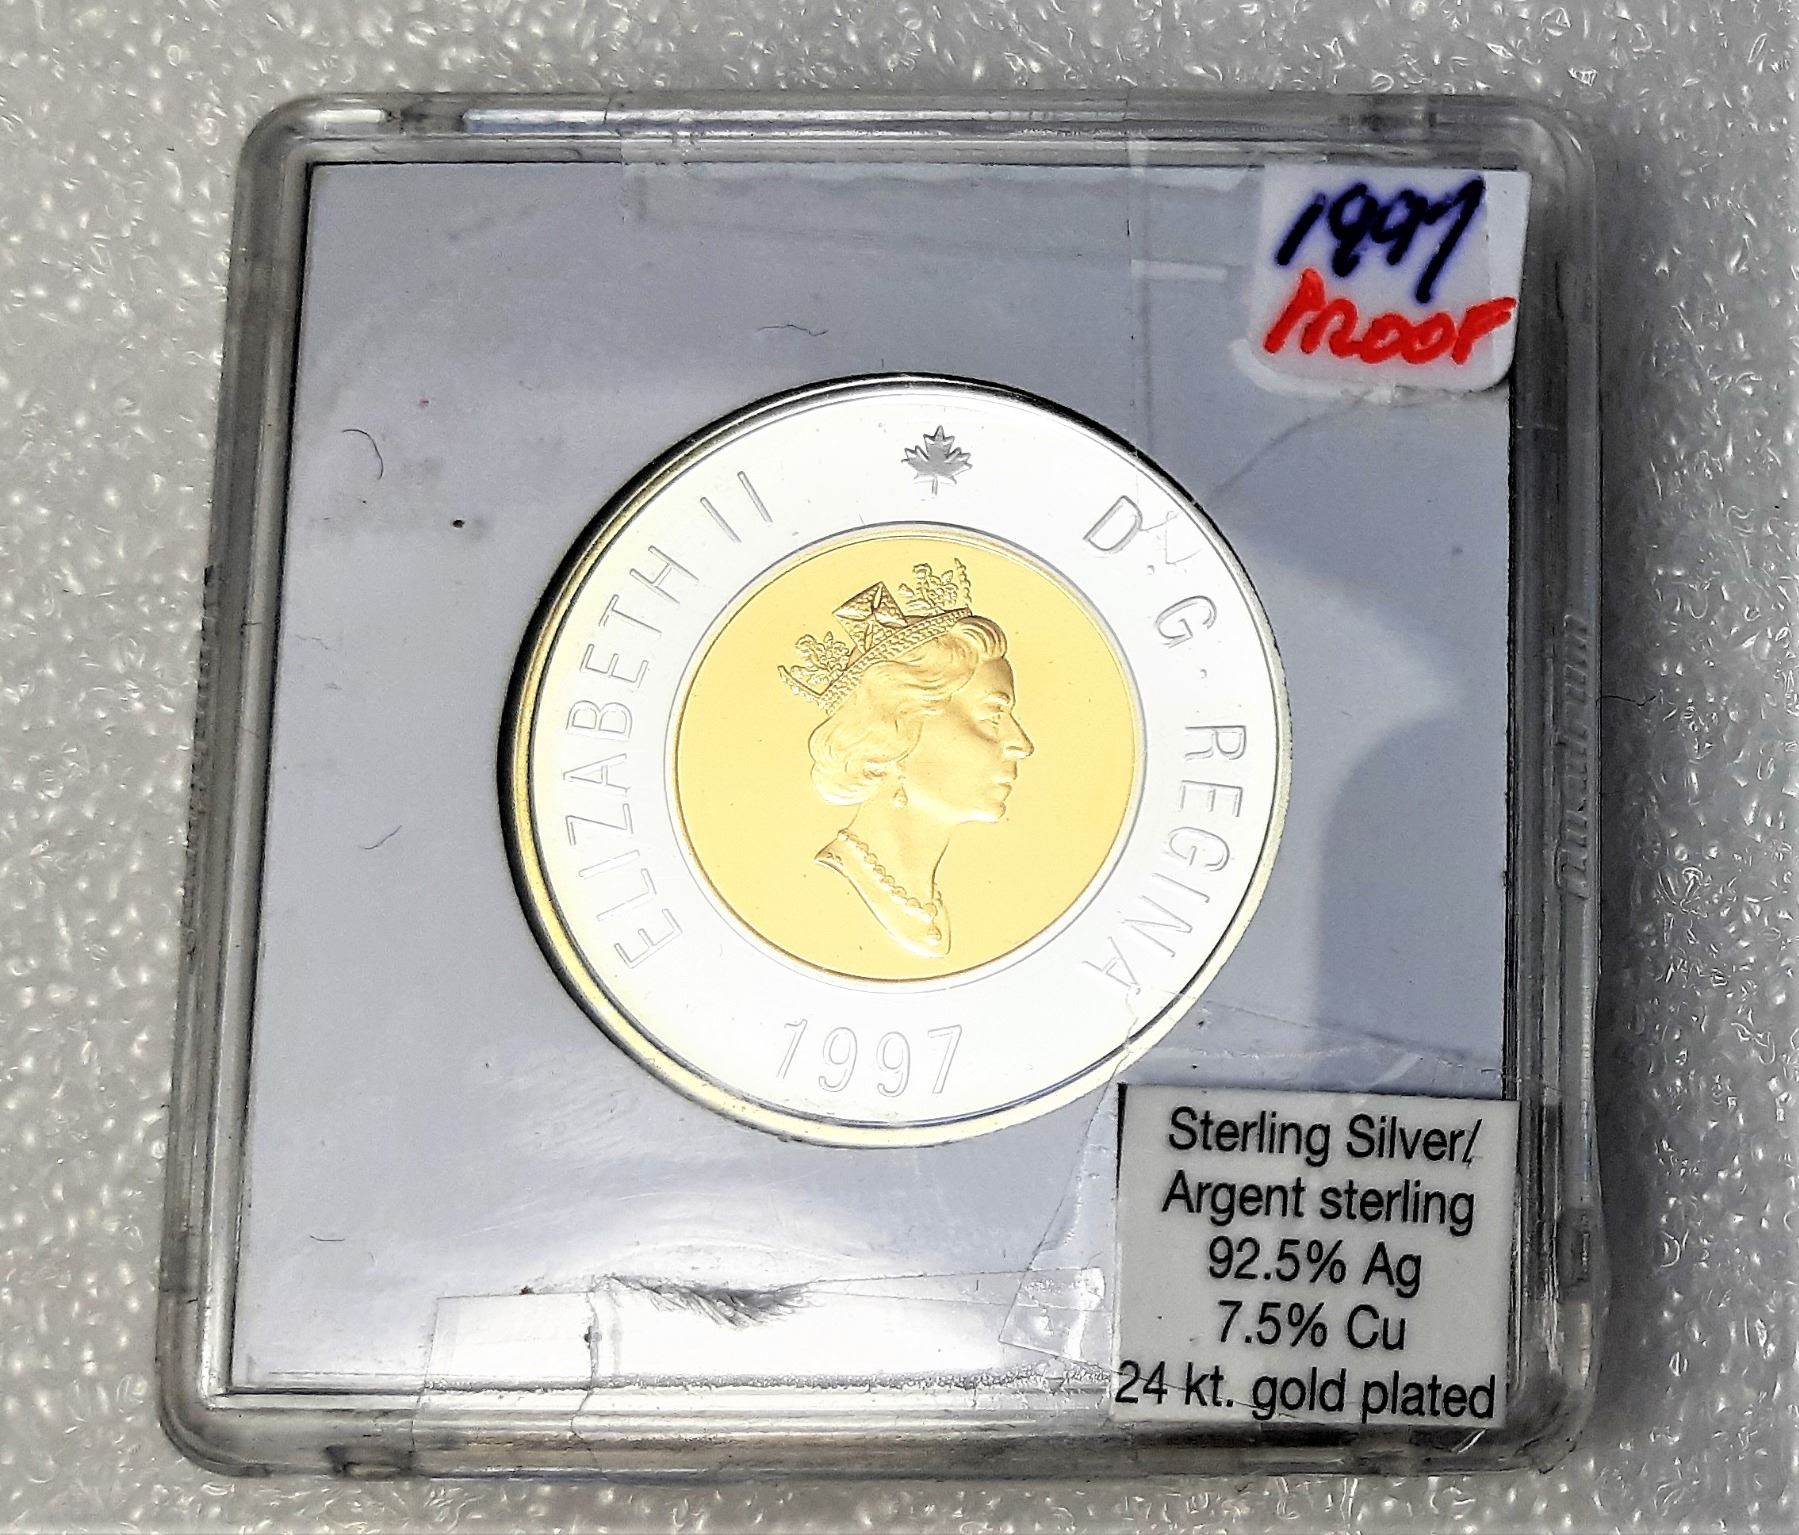 1997
PROOF
ELIZABETH II D·G·REGINA
1997
Sterling Silver/
Argent sterling
92.5% Ag
7.5% Cu
24 kt. gold plated